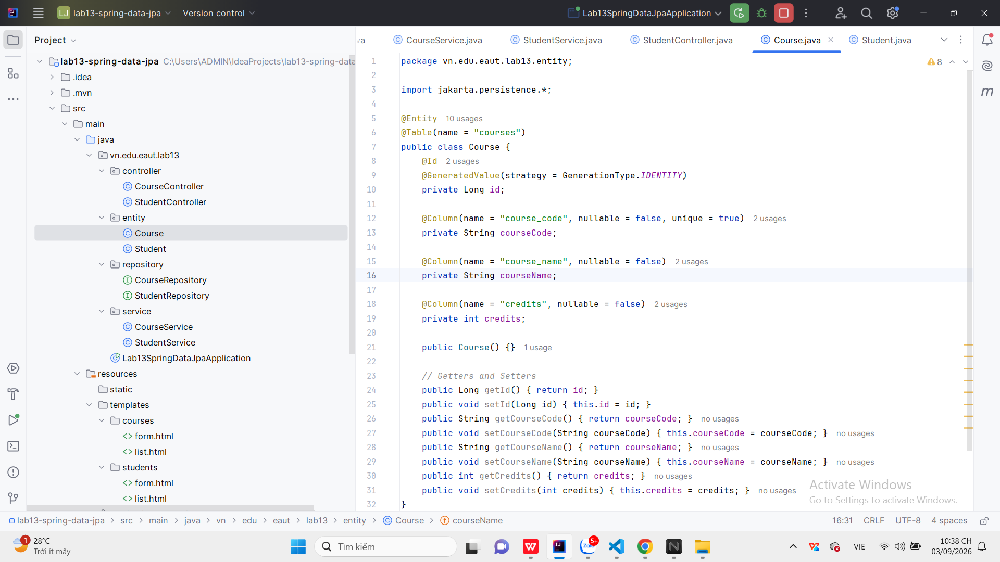 LJ lab13-spring-data-jpa Version control Lab13SpringDataJpaApplication
Project
va CourseService.java StudentService.java StudentController.java Course.java Student.java
lab13-spring-data-jpa C:\Users\ADMIN\IdeaProjects\lab13-spring-data
.idea
.mvn
src
main
java
vn.edu.eaut.lab13
controller
CourseController
StudentController
entity
Course
Student
repository
CourseRepository
StudentRepository
service
CourseService
StudentService
Lab13SpringDataJpaApplication
resources
static
templates
courses
form.html
list.html
students
form.html
list.html
8
1 package vn.edu.eaut.lab13.entity;
2
3 import jakarta.persistence.*;
4
5 @Entity 10 usages
6 @Table(name = "courses")
7 public class Course {
8 @Id 2 usages
9 @GeneratedValue(strategy = GenerationType.IDENTITY)
10 private Long id;
11
12 @Column(name = "course_code", nullable = false, unique = true) 2 usages
13 private String courseCode;
14
15 @Column(name = "course_name", nullable = false) 2 usages
16 private String courseName;
17
18 @Column(name = "credits", nullable = false) 2 usages
19 private int credits;
20
21 public Course() {} 1 usage
22
23 // Getters and Setters
24 public Long getId() { return id; }
25 public void setId(Long id) { this.id = id; }
26 public String getCourseCode() { return courseCode; } no usages
27 public void setCourseCode(String courseCode) { this.courseCode = courseCode; } no usages
28 public String getCourseName() { return courseName; } no usages
29 public void setCourseName(String courseName) { this.courseName = courseName; } no usages
30 public int getCredits() { return credits; } no usages
31 public void setCredits(int credits) { this.credits = credits; } no usages
32 }
Activate Windows
Go to Settings to activate Windows.
lab13-spring-data-jpa > src > main > java > vn > edu > eaut > lab13 > entity > Course > courseName
16:31 CRLF UTF-8 4 spaces
1 28°C
Trời ít mây
Tìm kiếm
Zalo 5+
VIE
10:38 CH
03/09/2026